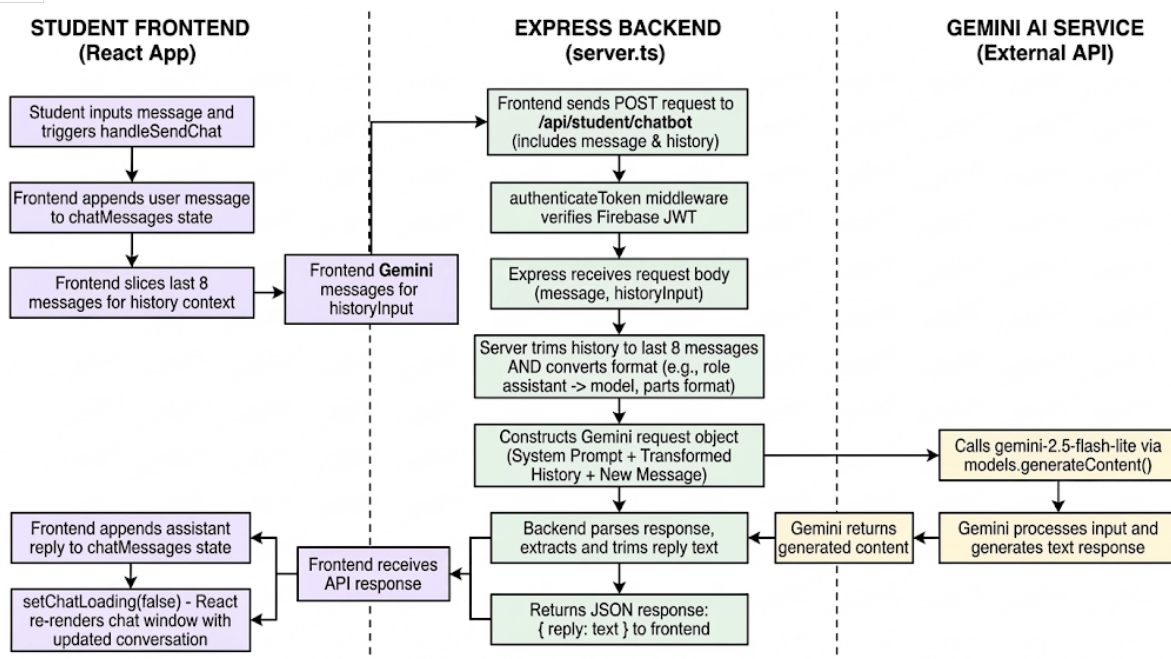 STUDENT FRONTEND
(React App)
EXPRESS BACKEND
(server.ts)
GEMINI AI SERVICE
(External API)
Student inputs message and
triggers handleSendChat
Frontend appends user message
to chatMessages state
Frontend slices last 8
messages for history context
Frontend Gemini
messages for
historyInput
Frontend sends POST request to
/api/student/chatbot
(includes message & history)
authenticateToken middleware
verifies Firebase JWT
Express receives request body
(message, historyInput)
Server trims history to last 8 messages
AND converts format (e.g., role
assistant -> model, parts format)
Constructs Gemini request object
(System Prompt + Transformed
History + New Message)
Calls gemini-2.5-flash-lite via
models.generateContent()
Gemini processes input and
generates text response
Gemini returns
generated content
Backend parses response,
extracts and trims reply text
Returns JSON response:
{ reply: text } to frontend
Frontend receives
API response
Frontend appends assistant
reply to chatMessages state
setChatLoading(false) - React
re-renders chat window with
updated conversation